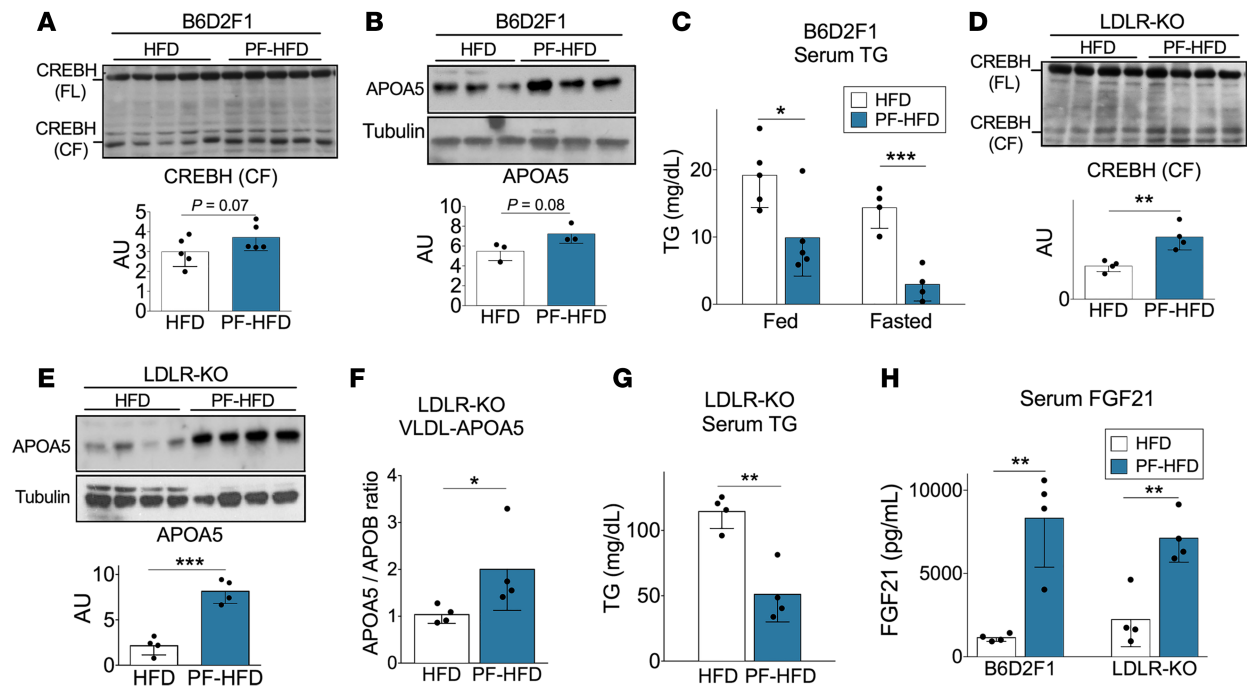 A
B6D2F1
HFD PF-HFD
CREBH
(FL)
CREBH
(CF)
CREBH (CF)
P = 0.07
AU
5
4
3
2
1
0
HFD PF-HFD
B
B6D2F1
HFD PF-HFD
APOA5
Tubulin
APOA5
P = 0.08
AU
10
8
6
4
2
0
HFD PF-HFD
C
B6D2F1
Serum TG
HFD
PF-HFD
* ***
TG (mg/dL)
20
10
0
Fed Fasted
D
LDLR-KO
HFD PF-HFD
CREBH
(FL)
CREBH
(CF)
CREBH (CF)
**
AU
0
HFD PF-HFD
E
LDLR-KO
HFD PF-HFD
APOA5
Tubulin
APOA5
***
AU
10
5
0
HFD PF-HFD
F
LDLR-KO
VLDL-APOA5
*
APOA5 / APOB ratio
4
3
2
1
0
HFD PF-HFD
G
LDLR-KO
Serum TG
**
TG (mg/dL)
100
50
0
HFD PF-HFD
H
Serum FGF21
HFD
PF-HFD
** **
FGF21 (pg/mL)
10000
5000
0
B6D2F1 LDLR-KO